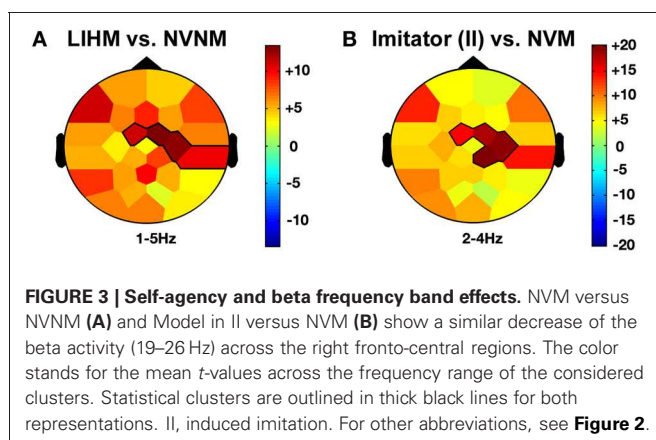 A LIHM vs. NVNM
B Imitator (II) vs. NVM
+10
+5
0
-5
-10
+20
+15
+10
+5
0
-5
-10
-15
-20
1-5Hz
2-4Hz
FIGURE 3 | Self-agency and beta frequency band effects. NVM versus
NVNM (A) and Model in II versus NVM (B) show a similar decrease of the
beta activity (19–26 Hz) across the right fronto-central regions. The color
stands for the mean t-values across the frequency range of the considered
clusters. Statistical clusters are outlined in thick black lines for both
representations. II, induced imitation. For other abbreviations, see Figure 2.